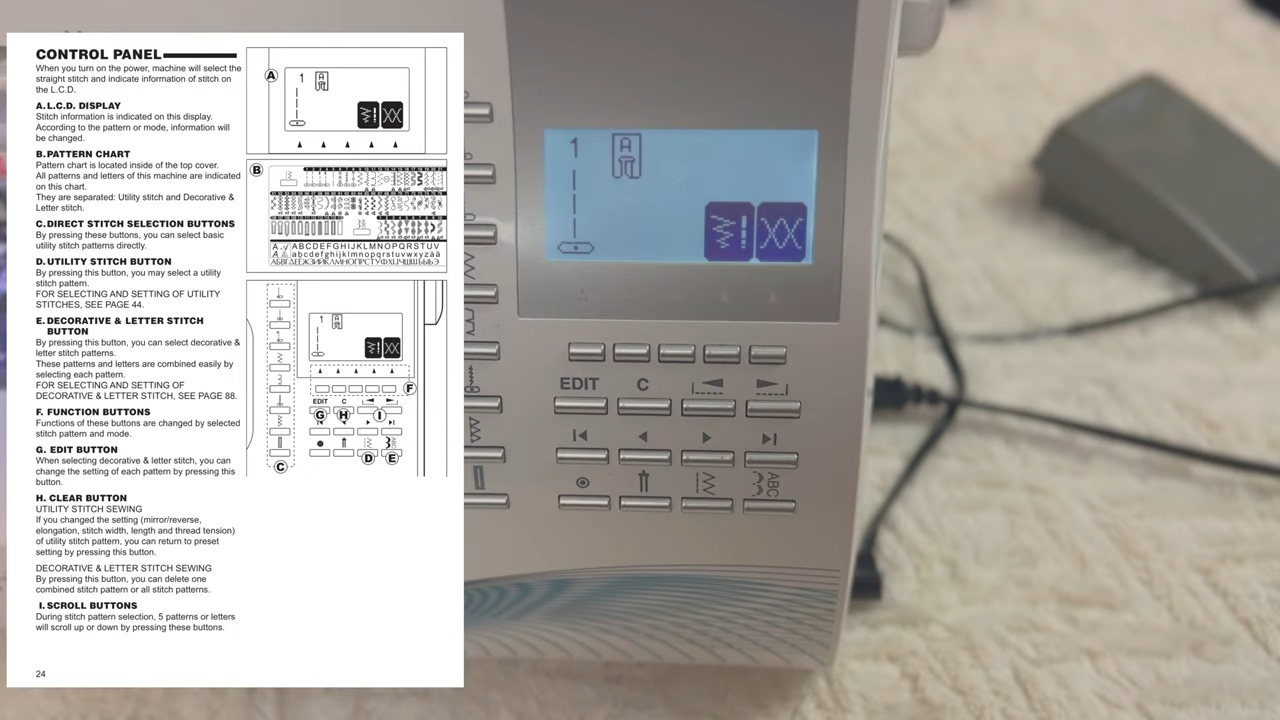 CONTROL PANEL
When you turn on the power, machine will select the
straight stitch and indicate information of stitch on
the L.C.D.
A. L.C.D. DISPLAY
Stitch information is indicated on this display.
According to the pattern or mode, information will
be changed.
B. PATTERN CHART
Pattern chart is located inside of the top cover.
All patterns and letters of this machine are indicated
on this chart.
They are separated: Utility stitch and Decorative &
Letter stitch.
C. DIRECT STITCH SELECTION BUTTONS
By pressing these buttons, you can select basic
utility stitch patterns directly.
D. UTILITY STITCH BUTTON
By pressing this button, you may select a utility
stitch pattern.
FOR SELECTING AND SETTING OF UTILITY
STITCHES, SEE PAGE 44.
E. DECORATIVE & LETTER STITCH
BUTTON
By pressing this button, you can select decorative &
letter stitch patterns.
These patterns and letters are combined easily by
selecting each pattern.
FOR SELECTING AND SETTING OF
DECORATIVE & LETTER STITCH, SEE PAGE 88.
F. FUNCTION BUTTONS
Functions of these buttons are changed by selected
stitch pattern and mode.
G. EDIT BUTTON
When selecting decorative & letter stitch, you can
change the setting of each pattern by pressing this
button.
H. CLEAR BUTTON
UTILITY STITCH SEWING
If you changed the setting (mirror/reverse,
elongation, stitch width, length and thread tension)
of utility stitch pattern, you can return to preset
setting by pressing this button.
DECORATIVE & LETTER STITCH SEWING
By pressing this button, you can delete one
combined stitch pattern or all stitch patterns.
I. SCROLL BUTTONS
During stitch pattern selection, 5 patterns or letters
will scroll up or down by pressing these buttons.
24
A
1 A
B
ABCDEFGHIJKLMNOPQRSTUV
abcdefghijklmnopqrstuvwxyzäå
АБВГДЕЁЖЗИЙКЛМНОПРСТУФХЦЧШЩЪЫЬЭ
1 A
F
EDIT C
G H I
ABC
C D E
1 A
EDIT C
ABC